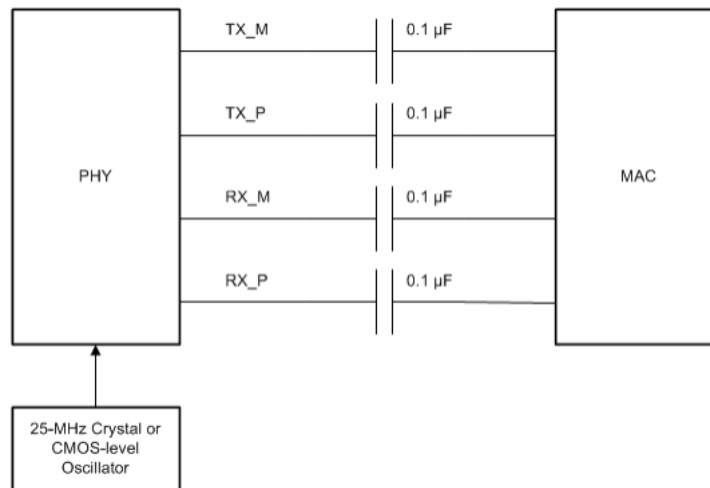 TX_M
0.1 µF
TX_P
0.1 µF
PHY
MAC
RX_M
0.1 µF
RX_P
0.1 µF
25-MHz Crystal or
CMOS-level
Oscillator